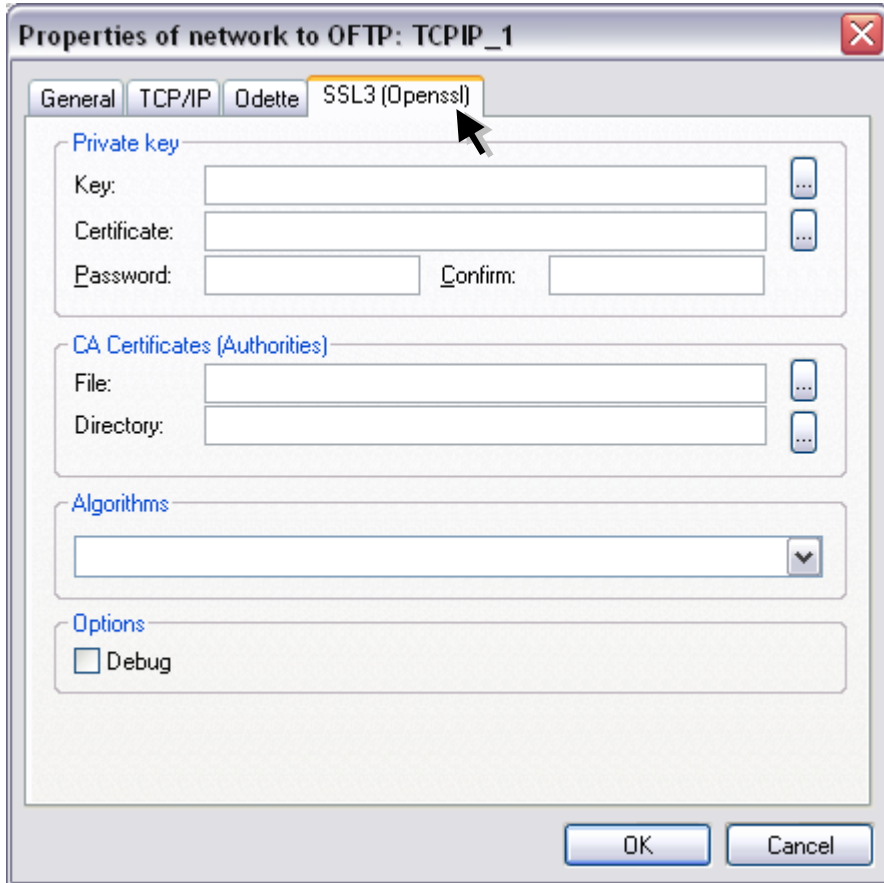 Properties of network to OFTP: TCPIP_1
General TCP/IP Odette SSL3 (Openssl)
Private key
Key: ...
Certificate: ...
Password: Confirm:
CA Certificates (Authorities)
File: ...
Directory: ...
Algorithms
Options
Debug
OK Cancel